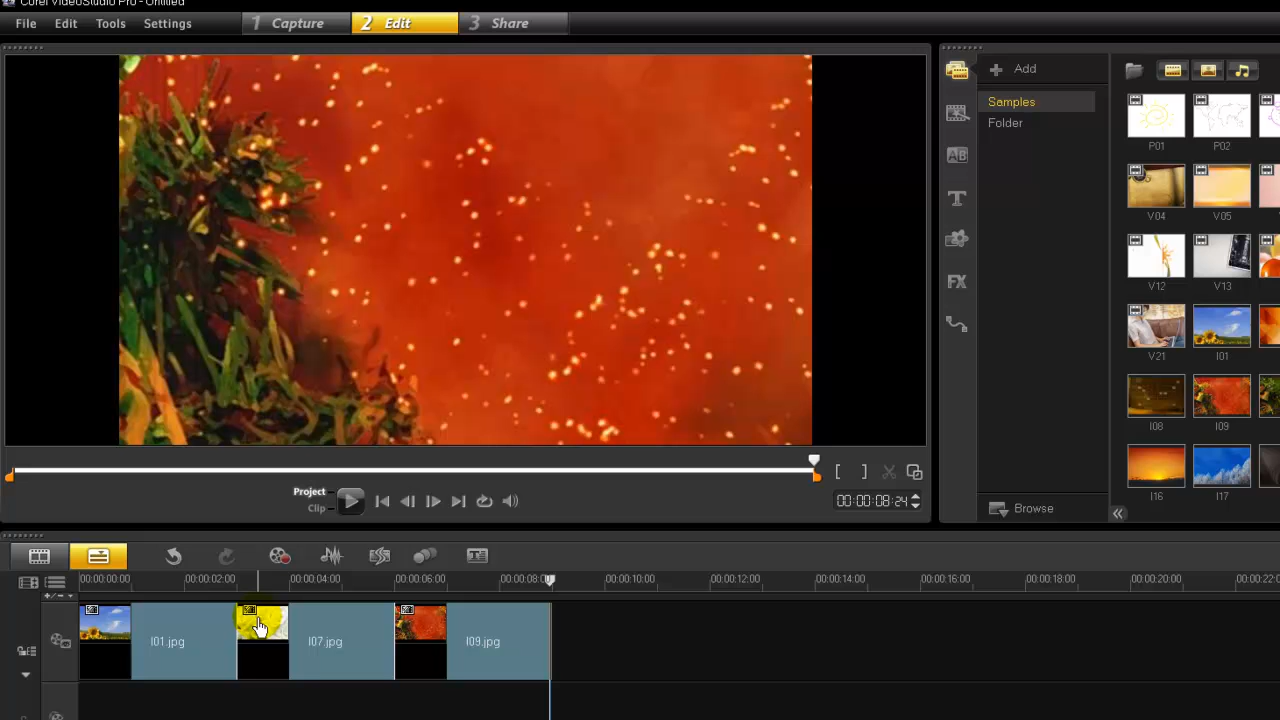 Corel VideoStudio Pro - Untitled
File Edit Tools Settings 1 Capture 2 Edit 3 Share
Add
Samples
Folder
P01 P02
V04 V05
V12 V13
V21 I01
I08 I09
I16 I17
Browse
Project
Clip
[ ]
00:00:08:24
00:00:00:00 00:00:02:00 00:00:04:00 00:00:06:00 00:00:10:00 00:00:12:00 00:00:14:00 00:00:16:00 00:00:18:00 00:00:20:00
I01.jpg I07.jpg I09.jpg
AB
T
FX